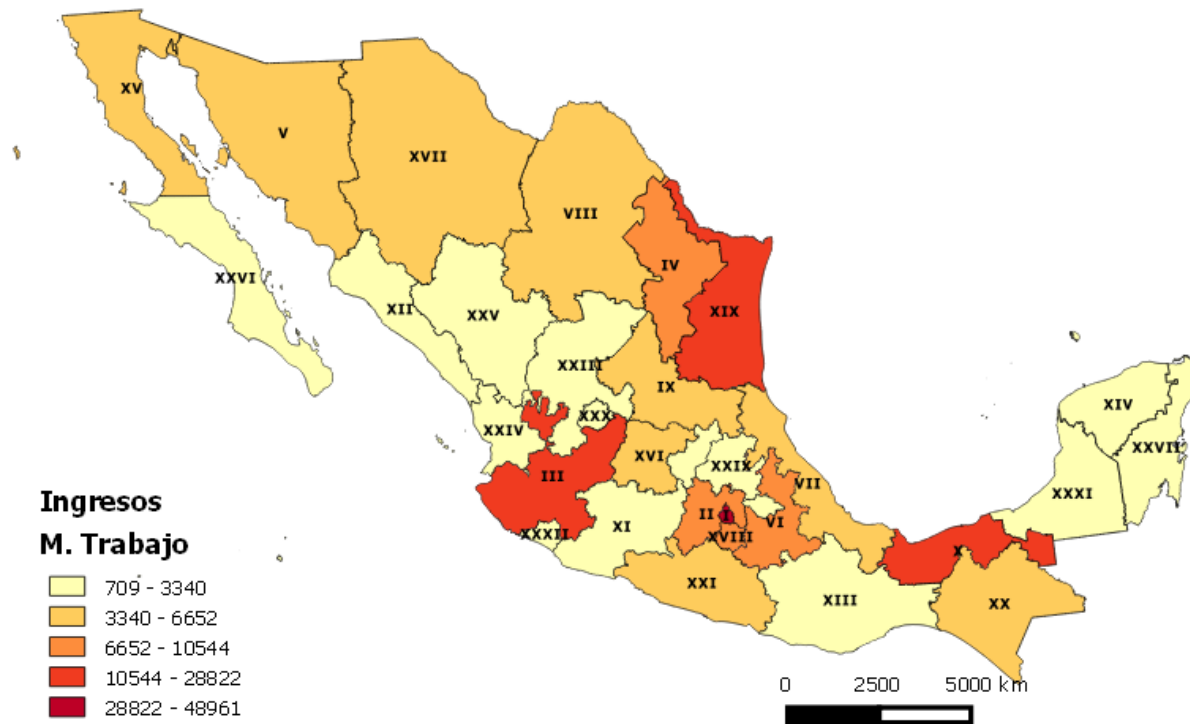 XV
V
XVII
VIII
IV
XXVI
XII
XXV
XIX
XXIII
IX
XXX
XXIV
XIV
XXVII
XVI
XXIX
III
VII
XXXI
II
I
VI
XXXII
XI
XVIII
X
XXI
XIII
XX
Ingresos
M. Trabajo
709 - 3340
3340 - 6652
6652 - 10544
10544 - 28822
28822 - 48961
0 2500 5000 km